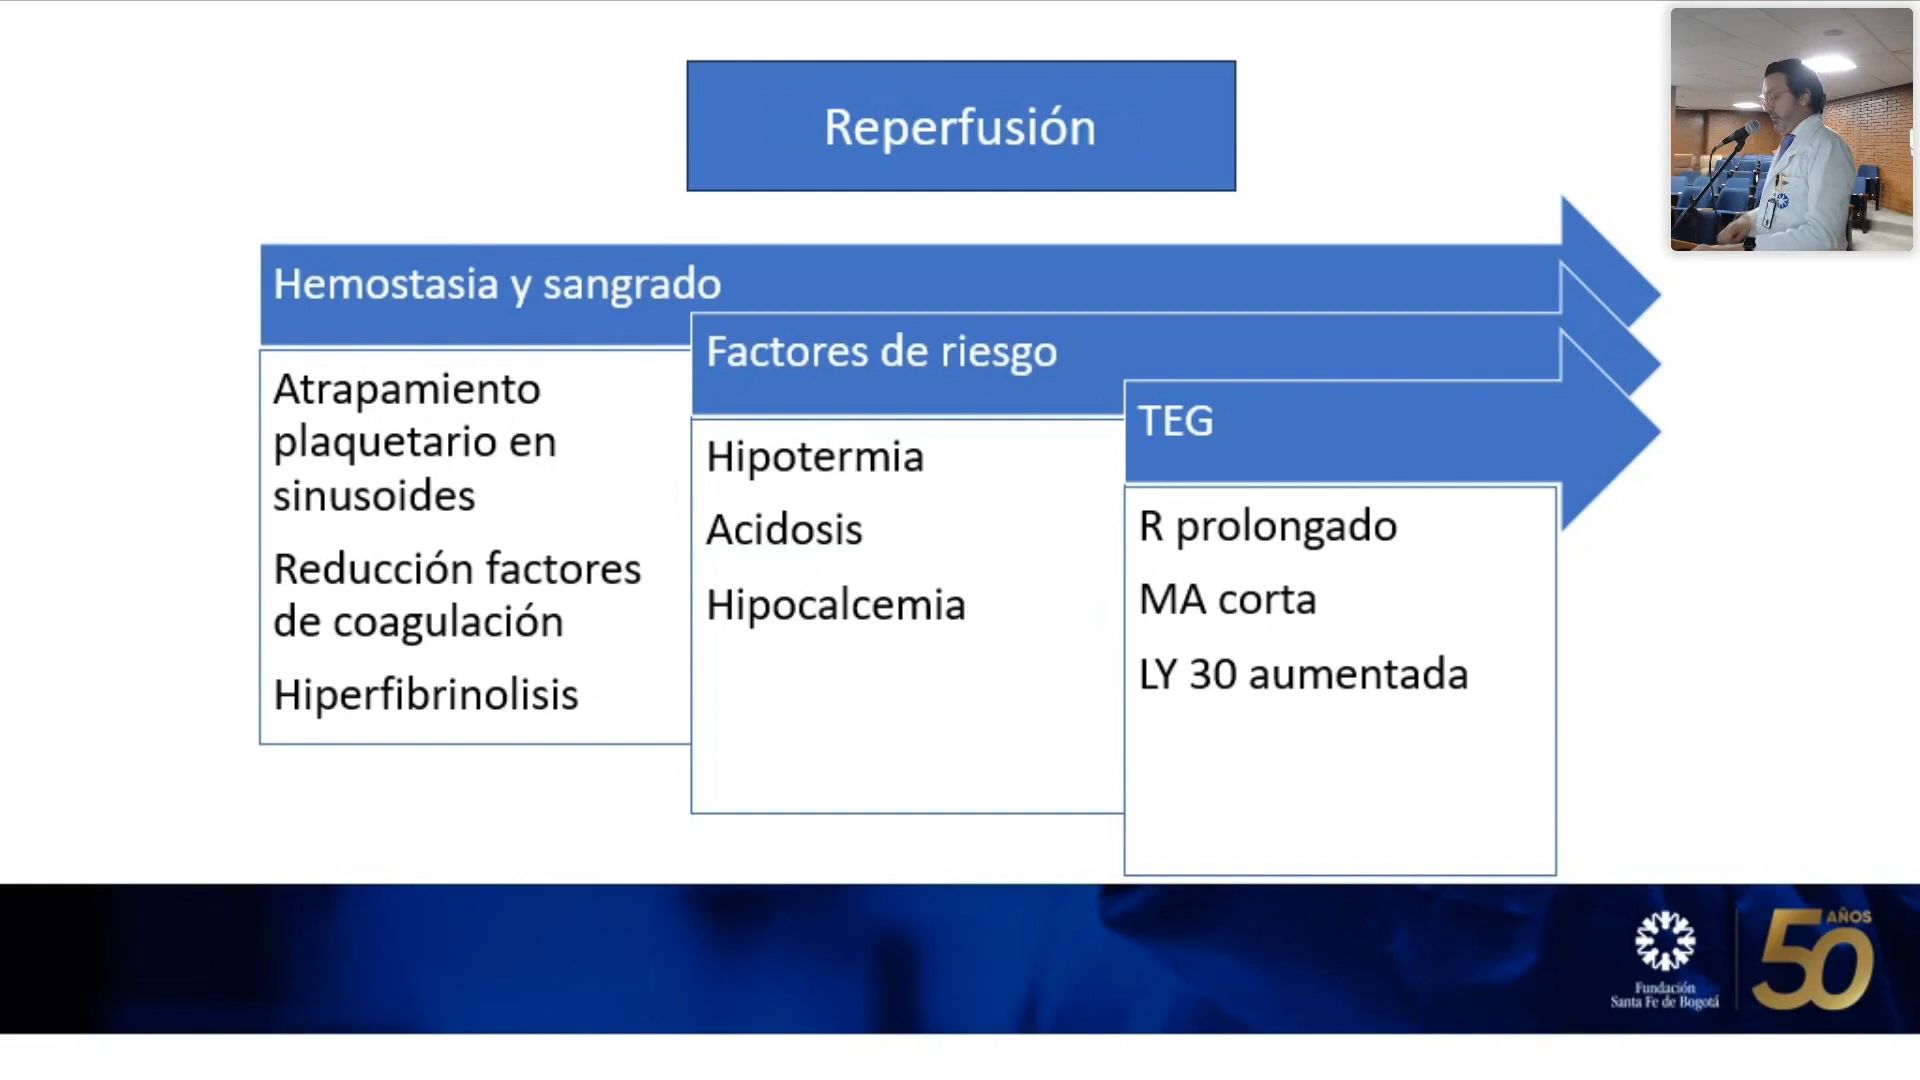 Reperfusión
Hemostasia y sangrado
Atrapamiento
plaquetario en
sinusoides
Reducción factores
de coagulación
Hiperfibrinolisis
Factores de riesgo
Hipotermia
Acidosis
Hipocalcemia
TEG
R prolongado
MA corta
LY 30 aumentada
Fundación
Santa Fe de Bogotá
50 AÑOS